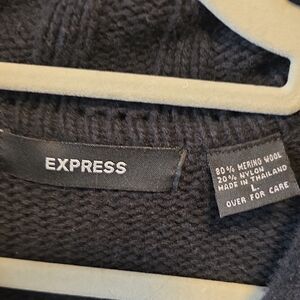 EXPRESS
80% MERINO WOOL
20% NYLON
MADE IN THAILAND
L.
OVER FOR CARE